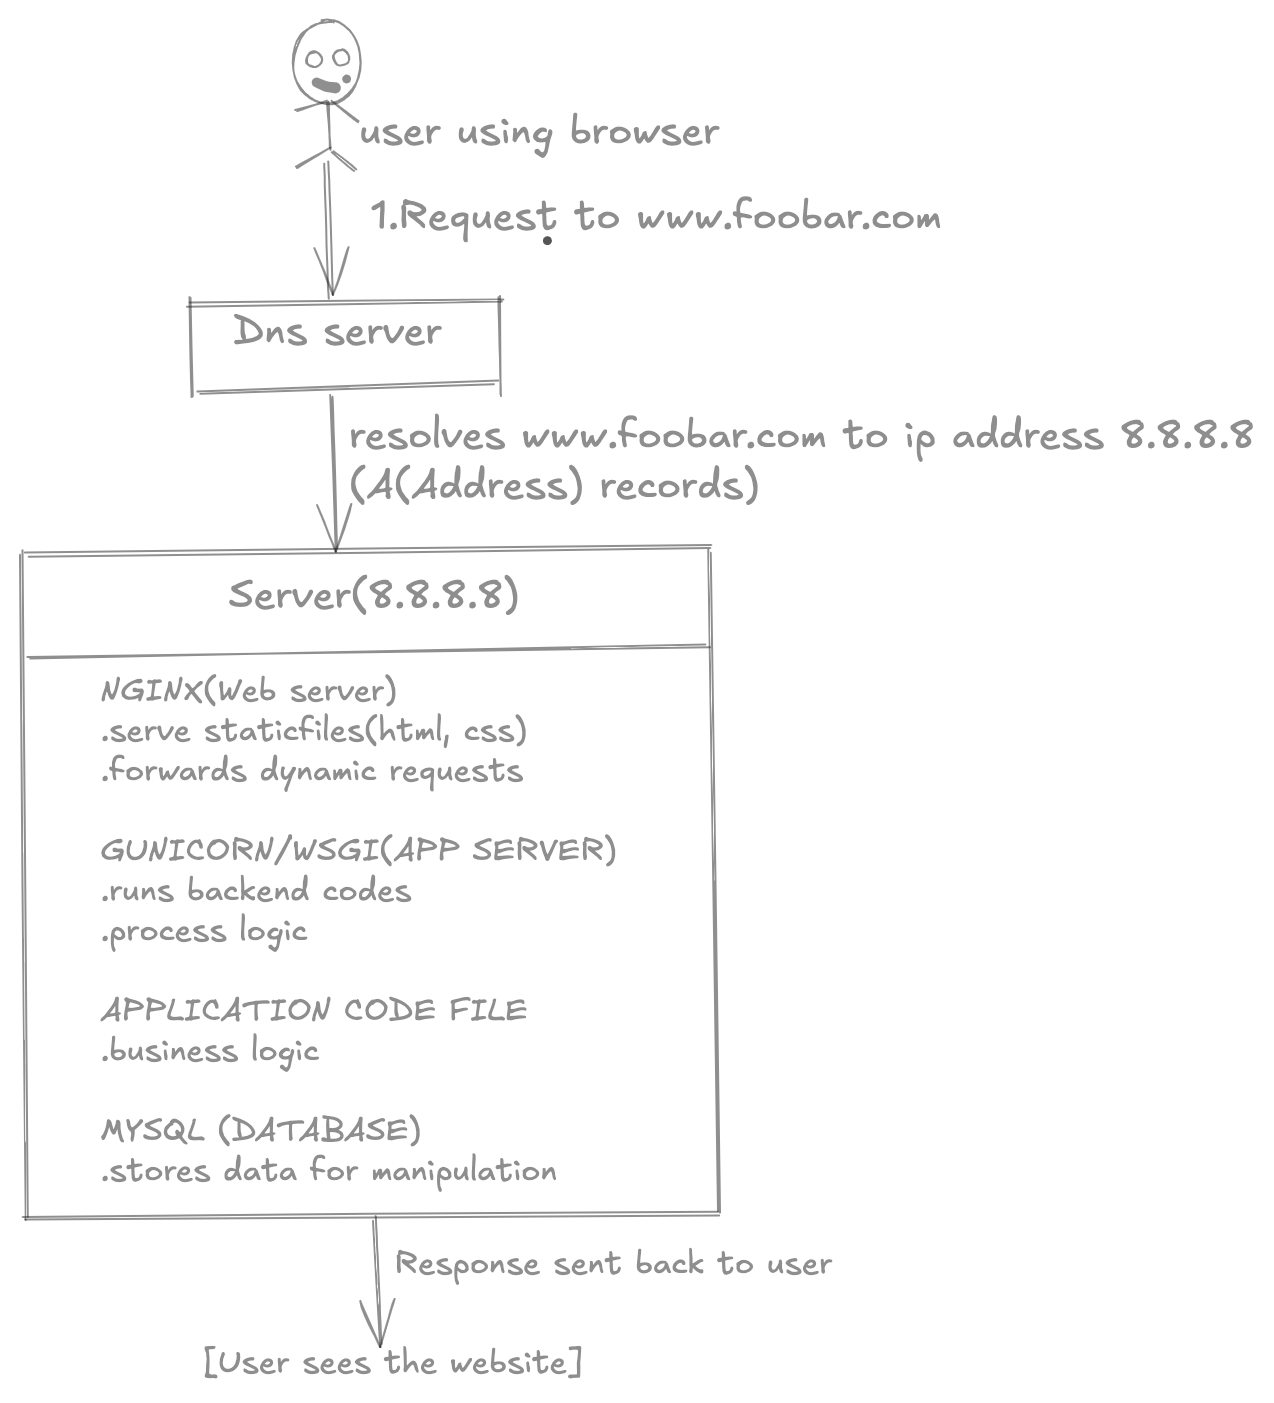 user using browser
1.Request to www.foobar.com
Dns server
resolves www.foobar.com to ip address 8.8.8.8
(A(Address) records)
Server(8.8.8.8)
NGINX(Web server)
.serve staticfiles(html, css)
.forwards dynamic requests
GUNICORN/WSGI(APP SERVER)
.runs backend codes
.process logic
APPLICATION CODE FILE
.business logic
MYSQL (DATABASE)
.stores data for manipulation
Response sent back to user
[User sees the website]